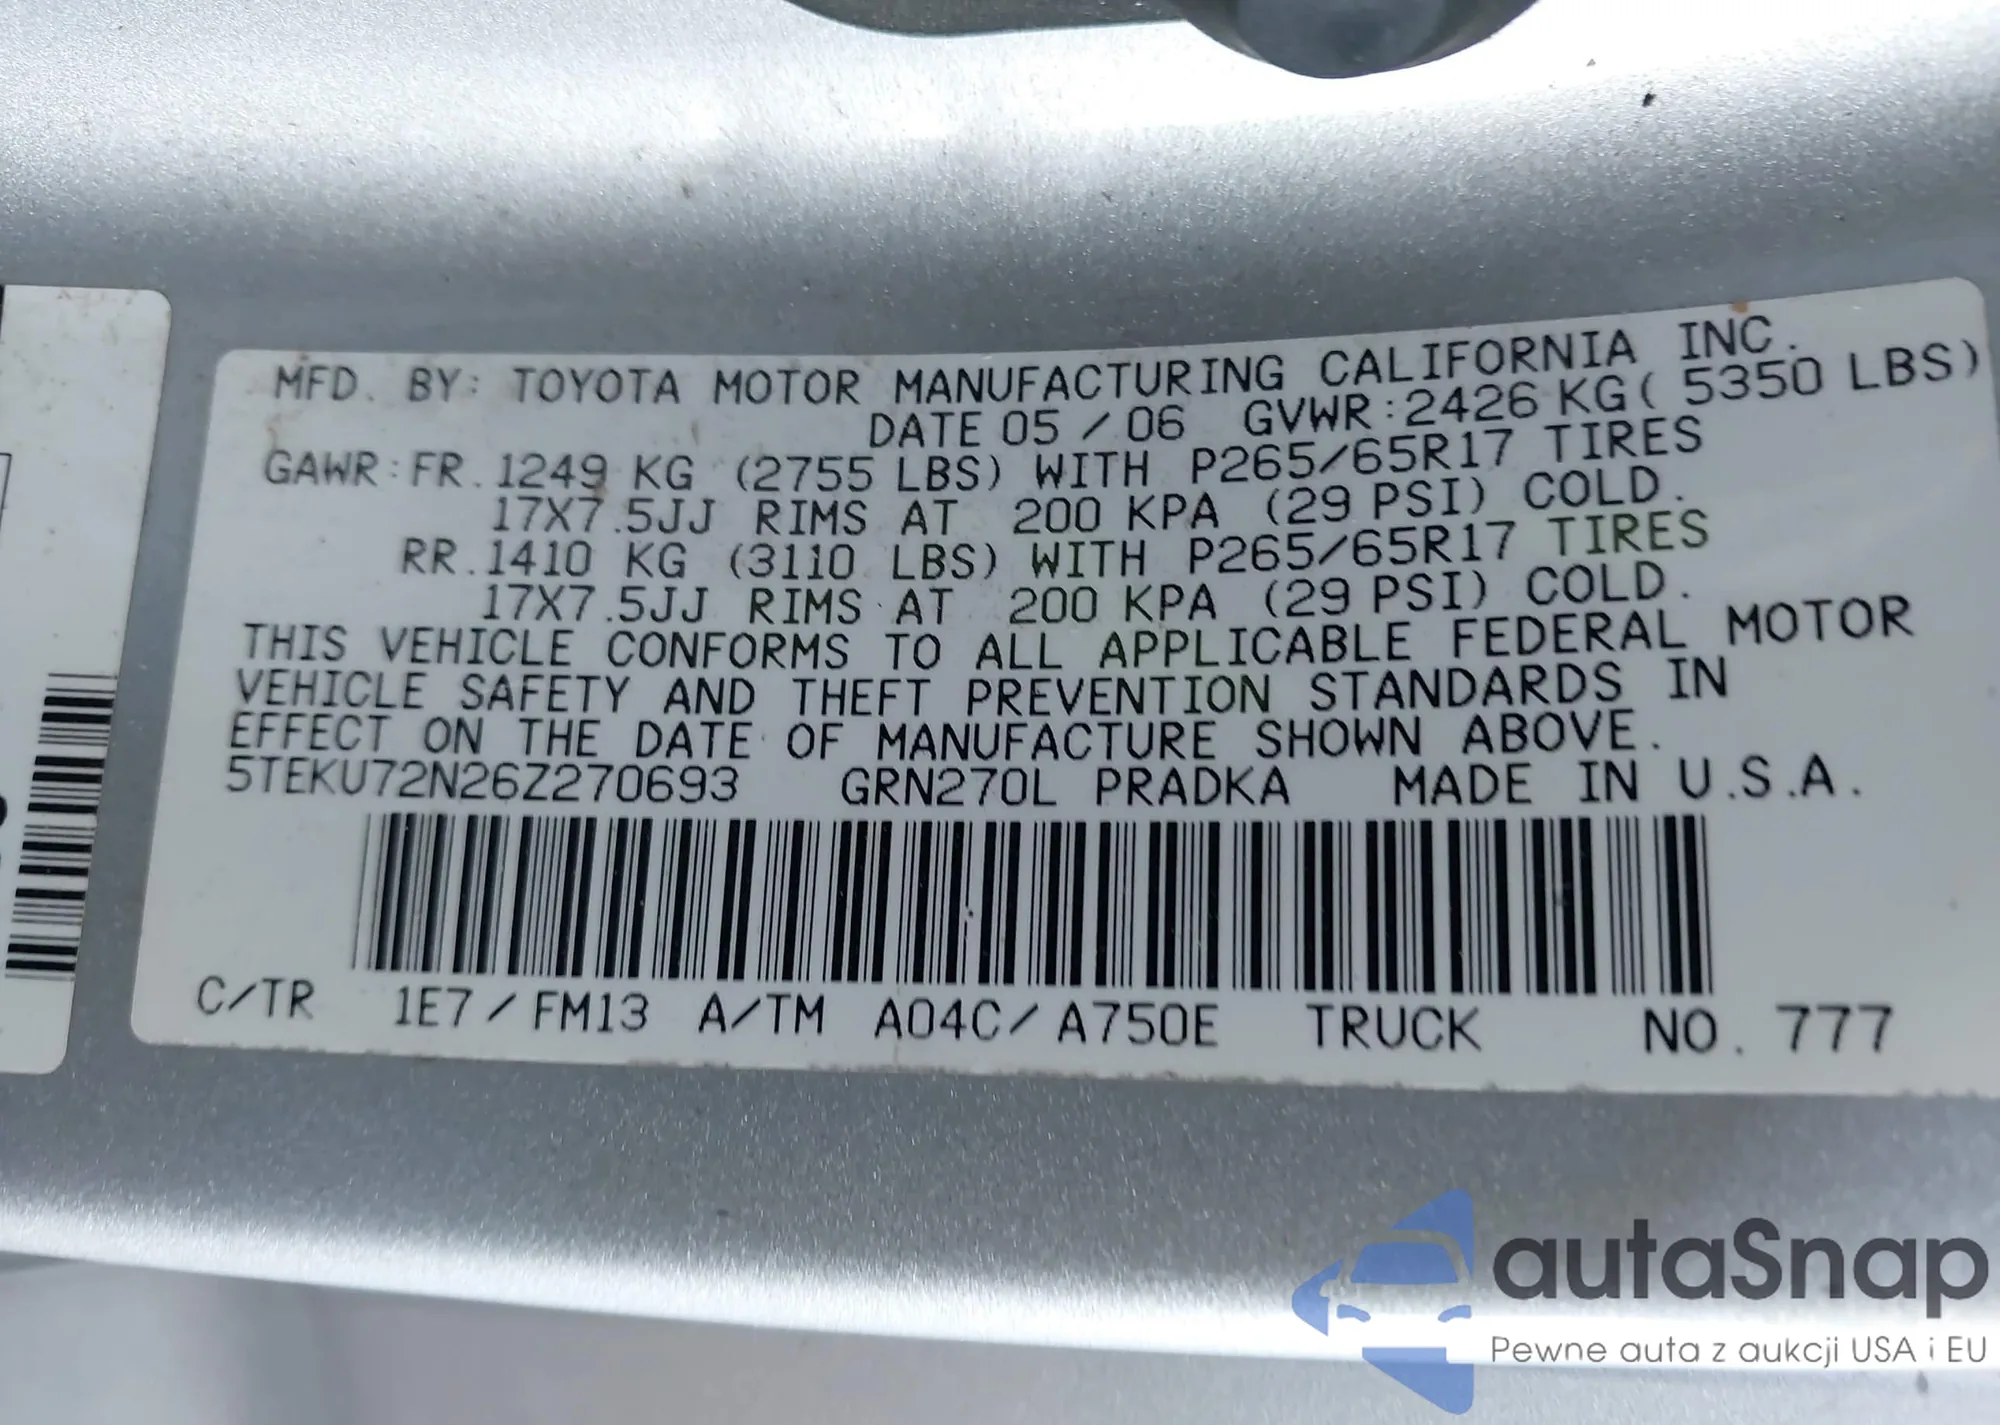 MFD. BY: TOYOTA MOTOR MANUFACTURING CALIFORNIA INC.
DATE 05 / 06 GVWR:2426 KG( 5350 LBS)
GAWR:FR.1249 KG (2755 LBS) WITH P265/65R17 TIRES
17X7.5JJ RIMS AT 200 KPA (29 PSI) COLD.
RR.1410 KG (3110 LBS) WITH P265/65R17 TIRES
17X7.5JJ RIMS AT 200 KPA (29 PSI) COLD.
THIS VEHICLE CONFORMS TO ALL APPLICABLE FEDERAL MOTOR
VEHICLE SAFETY AND THEFT PREVENTION STANDARDS IN
EFFECT ON THE DATE OF MANUFACTURE SHOWN ABOVE.
5TEKU72N26Z270693 GRN270L PRADKA MADE IN U.S.A.
C/TR 1E7 / FM13 A/TM A04C/ A750E TRUCK NO. 777
autaSnap
Pewne auta z aukcji USA i EU